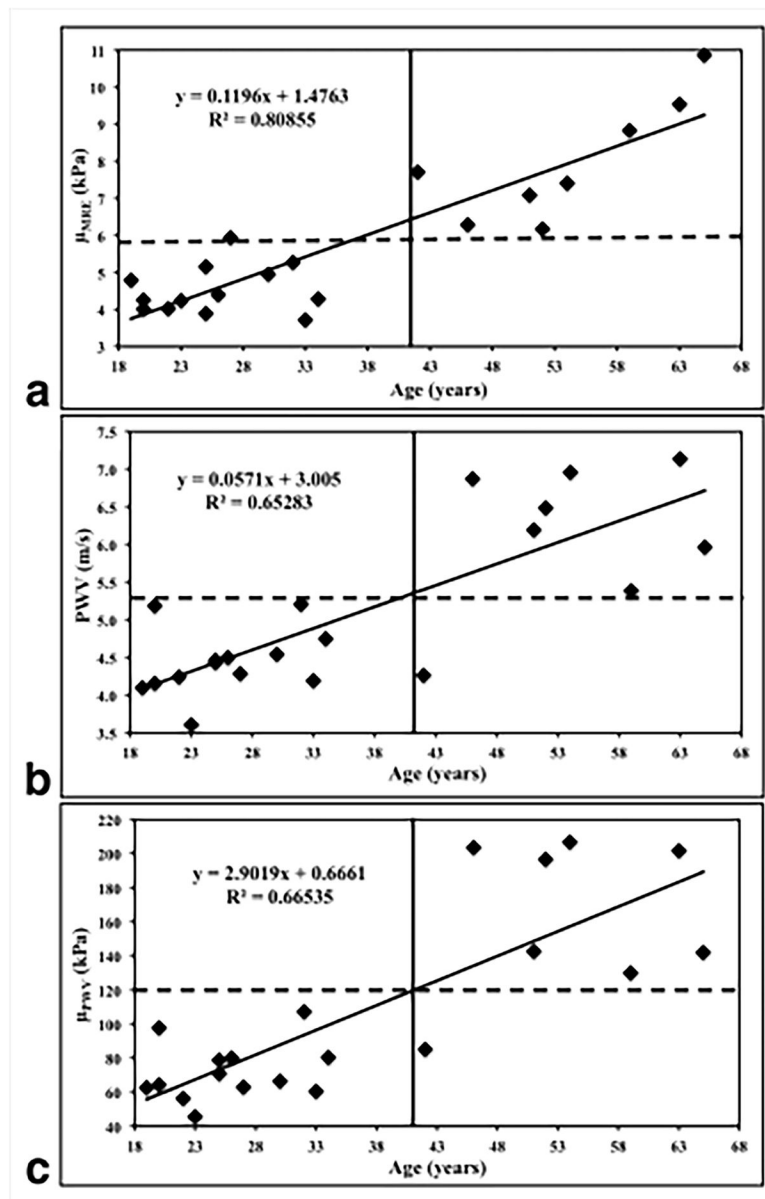 11
10
9
8
7
6
5
4
3
μMRE (kPa)
y = 0.1196x + 1.4763
R² = 0.80855
18 23 28 33 38 43 48 53 58 63 68
Age (years)
a
7.5
7.0
6.5
6.0
5.5
5.0
4.5
4.0
3.5
PWV (m/s)
y = 0.0571x + 3.005
R² = 0.65283
18 23 28 33 38 43 48 53 58 63 68
Age (years)
b
220
200
180
160
140
120
100
80
60
40
μPWV (kPa)
y = 2.9019x + 0.6661
R² = 0.66535
18 23 28 33 38 43 48 53 58 63 68
Age (years)
c